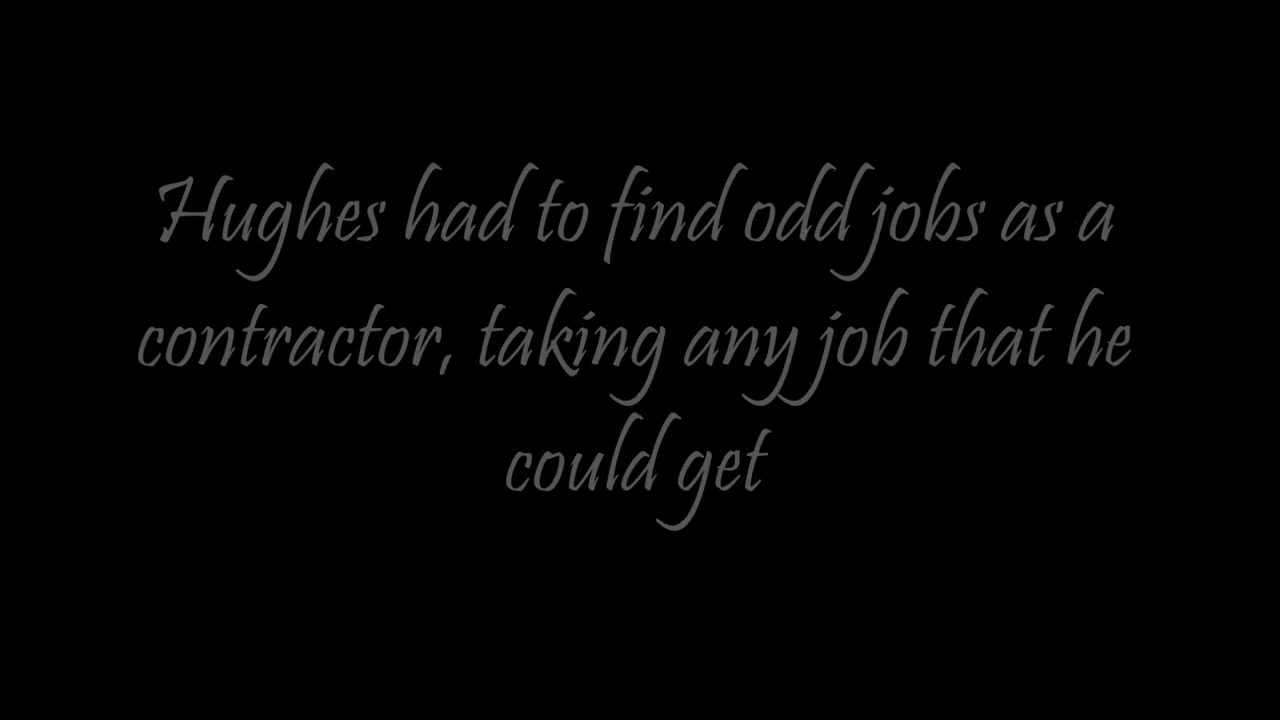 Hughes had to find odd jobs as a
contractor, taking any job that he
could get